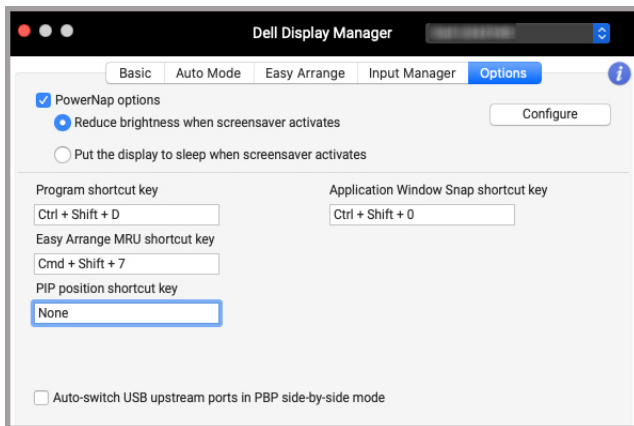 Dell Display Manager
Basic Auto Mode Easy Arrange Input Manager Options i
PowerNap options
Reduce brightness when screensaver activates
Configure
Put the display to sleep when screensaver activates
Program shortcut key
Application Window Snap shortcut key
Ctrl + Shift + D
Ctrl + Shift + 0
Easy Arrange MRU shortcut key
Cmd + Shift + 7
PIP position shortcut key
None
Auto-switch USB upstream ports in PBP side-by-side mode